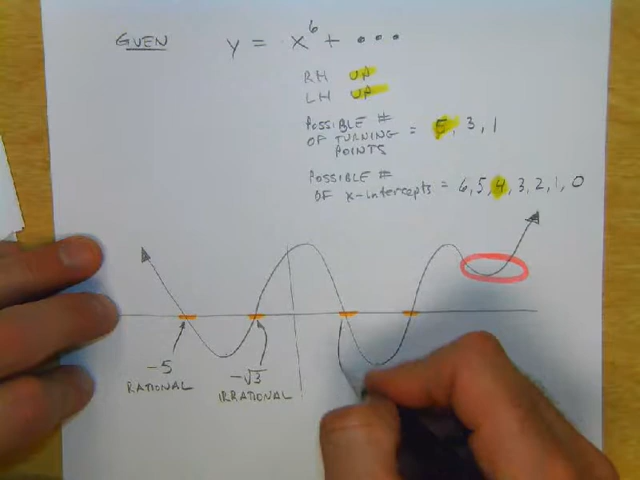 GIVEN y = x⁶ + •••
RH UP
LH UP
POSSIBLE #
OF TURNING = 5, 3, 1
POINTS
POSSIBLE #
OF x-intercepts = 6, 5, 4, 3, 2, 1, 0
-5
RATIONAL
-√3
IRRATIONAL